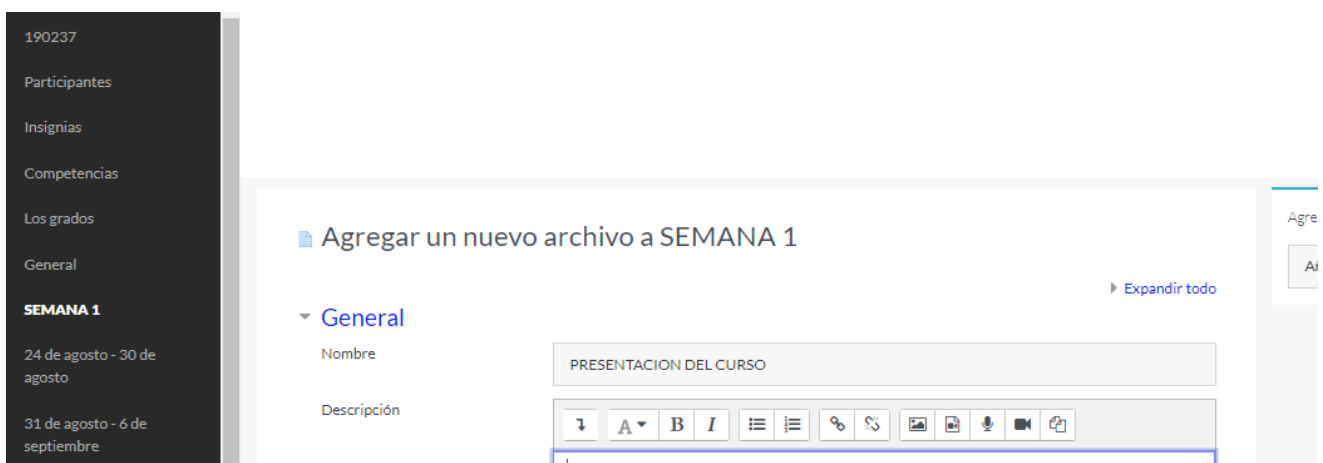 190237
Participantes
Insignias
Competencias
Los grados
General
SEMANA 1
24 de agosto - 30 de
agosto
31 de agosto - 6 de
septiembre
Agregar un nuevo archivo a SEMANA 1
Expandir todo
General
Nombre
PRESENTACION DEL CURSO
Descripción
A B I
Agre